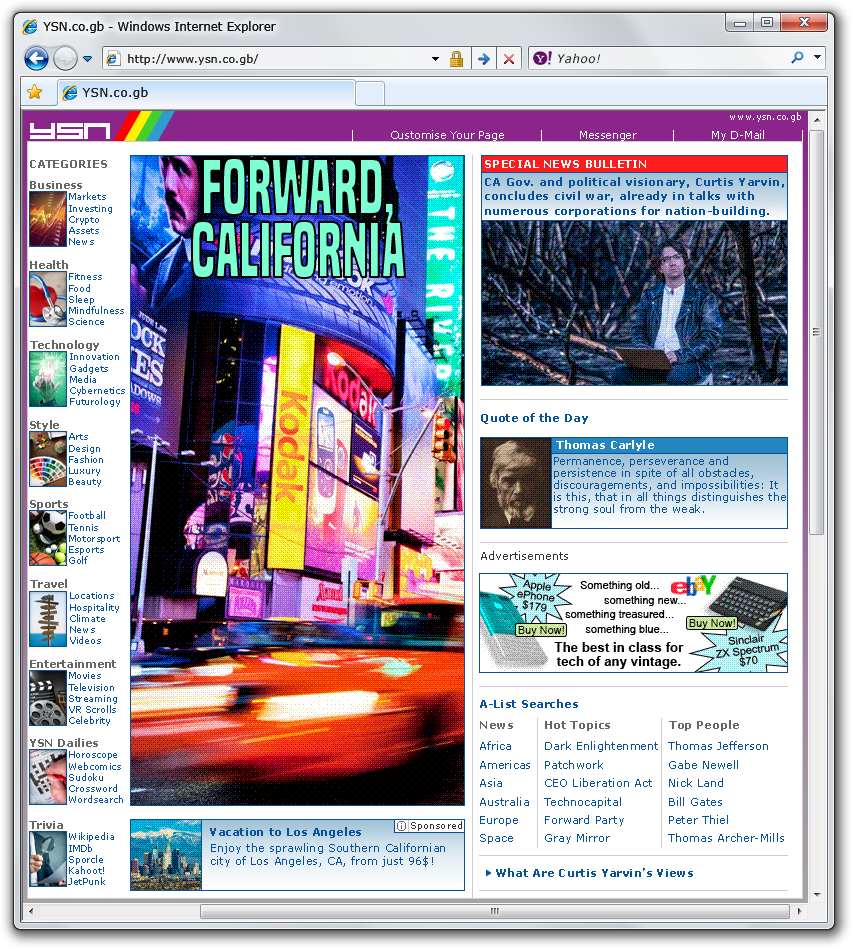 YSN.co.gb - Windows Internet Explorer
http://www.ysn.co.gb/
Yahoo!
YSN.co.gb
www.ysn.co.gb
YSN
Customise Your Page
Messenger
My D-Mail
CATEGORIES
Business
Markets
Investing
Crypto
Assets
News
Health
Fitness
Food
Sleep
Mindfulness
Science
Technology
Innovation
Gadgets
Media
Cybernetics
Futurology
Style
Arts
Design
Fashion
Luxury
Beauty
Sports
Football
Tennis
Motorsport
Esports
Golf
Travel
Locations
Hospitality
Climate
News
Videos
Entertainment
Movies
Television
Streaming
VR Scrolls
Celebrity
YSN Dailies
Horoscope
Webcomics
Sudoku
Crossword
Wordsearch
Trivia
Wikipedia
IMDb
Sporcle
Kahoot!
JetPunk
FORWARD,
CALIFORNIA
THE RIVE
JUDE LAW
Kodak
Kodak
Sponsored
Vacation to Los Angeles
Enjoy the sprawling Southern Californian
city of Los Angeles, CA, from just 96$!
SPECIAL NEWS BULLETIN
CA Gov. and political visionary, Curtis Yarvin,
concludes civil war, already in talks with
numerous corporations for nation-building.
Quote of the Day
Thomas Carlyle
Permanence, perseverance and
persistence in spite of all obstacles,
discouragements, and impossibilities: It
is this, that in all things distinguishes the
strong soul from the weak.
Advertisements
Apple
ePhone
$179
Buy Now!
Something old...
something new...
something treasured...
something blue...
The best in class for
tech of any vintage.
ebay
Buy Now!
Sinclair
ZX Spectrum
$70
A-List Searches
News
Africa
Americas
Asia
Australia
Europe
Space
Hot Topics
Dark Enlightenment
Patchwork
CEO Liberation Act
Technocapital
Forward Party
Gray Mirror
Top People
Thomas Jefferson
Gabe Newell
Nick Land
Bill Gates
Peter Thiel
Thomas Archer-Mills
What Are Curtis Yarvin's Views